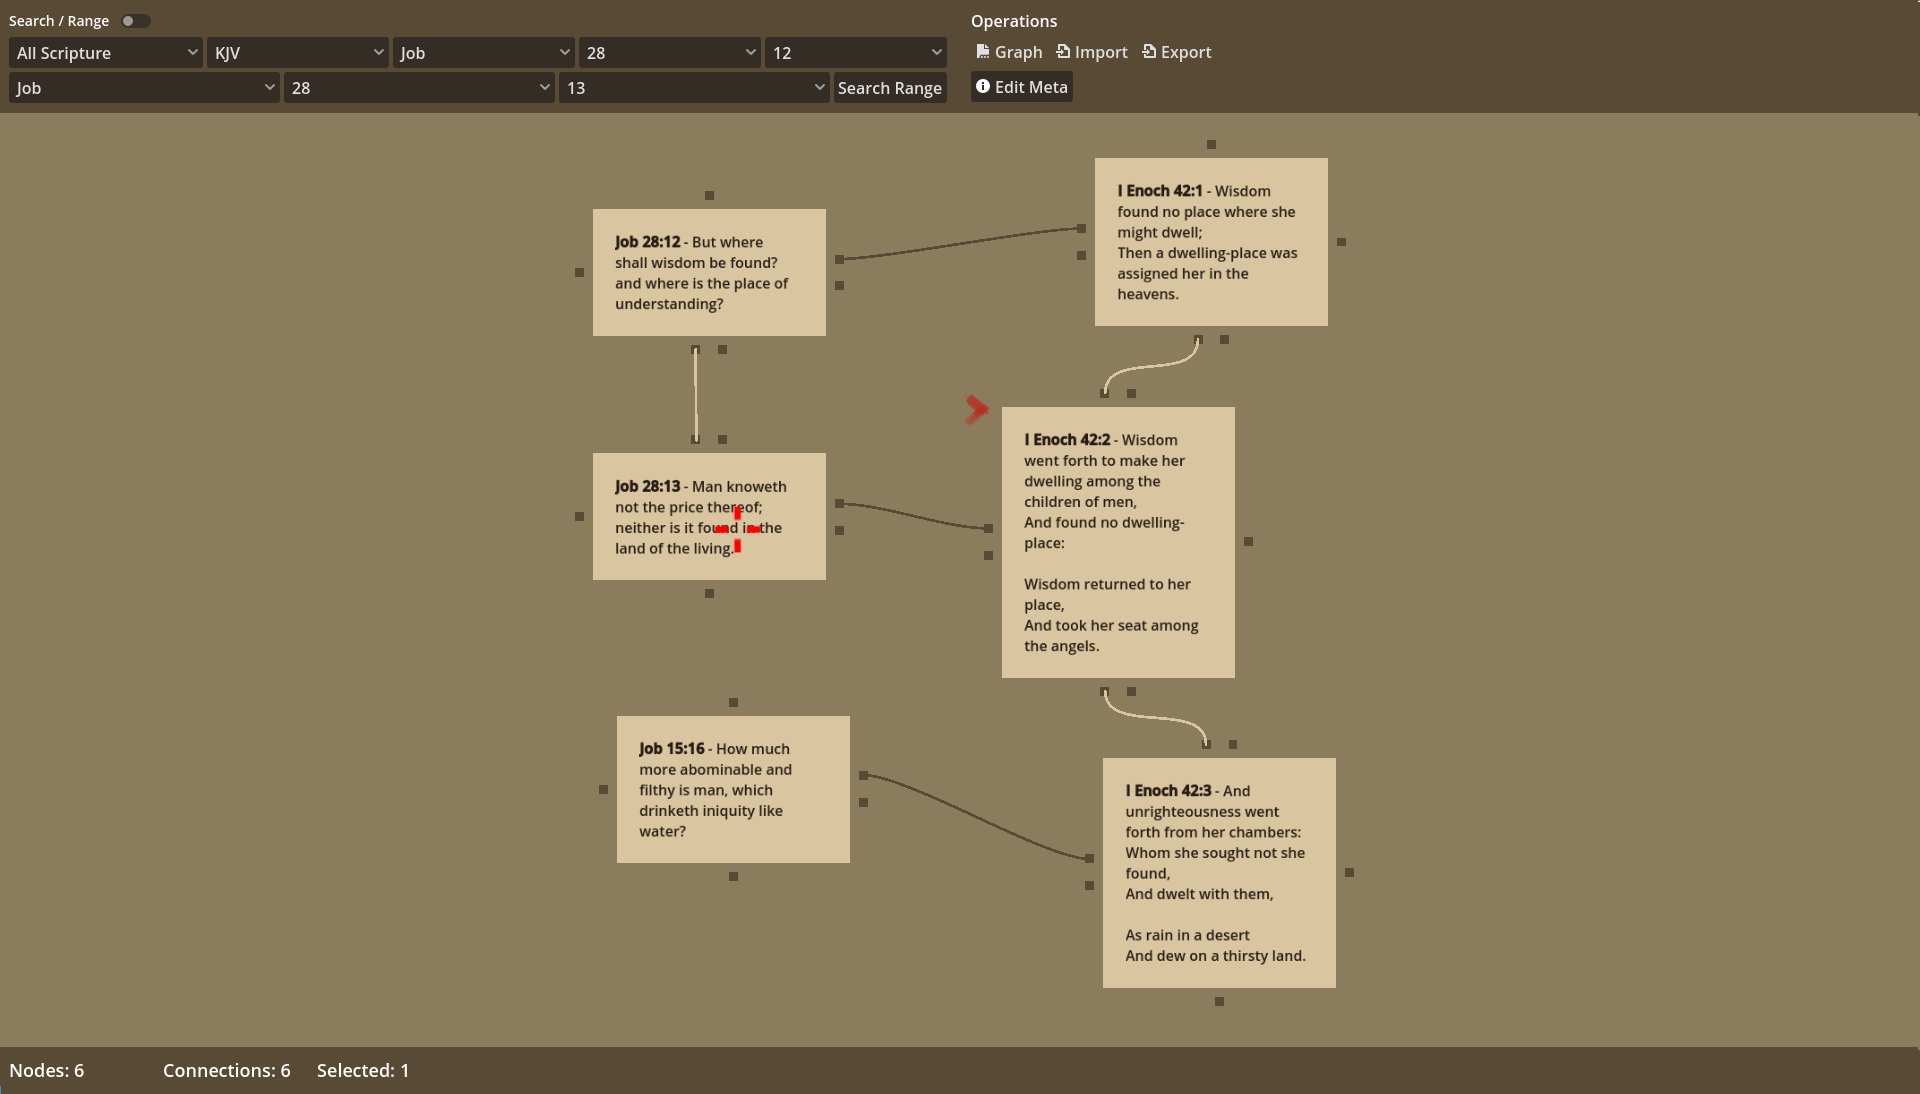 Search / Range
All Scripture
KJV
Job
28
12
Job
28
13
Search Range
Operations
Graph
Import
Export
Edit Meta
Job 28:12 - But where
shall wisdom be found?
and where is the place of
understanding?
I Enoch 42:1 - Wisdom
found no place where she
might dwell;
Then a dwelling-place was
assigned her in the
heavens.
Job 28:13 - Man knoweth
not the price thereof;
neither is it found in the
land of the living.
I Enoch 42:2 - Wisdom
went forth to make her
dwelling among the
children of men,
And found no dwelling-
place:
Wisdom returned to her
place,
And took her seat among
the angels.
Job 15:16 - How much
more abominable and
filthy is man, which
drinketh iniquity like
water?
I Enoch 42:3 - And
unrighteousness went
forth from her chambers:
Whom she sought not she
found,
And dwelt with them,
As rain in a desert
And dew on a thirsty land.
Nodes: 6
Connections: 6
Selected: 1